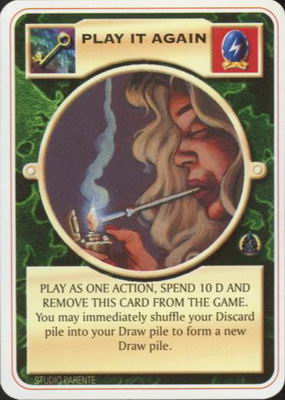 PLAY IT AGAIN
PLAY AS ONE ACTION, SPEND 10 D AND
REMOVE THIS CARD FROM THE GAME.
You may immediately shuffle your Discard
pile into your Draw pile to form a new
Draw pile.
STUDIO PARENTE